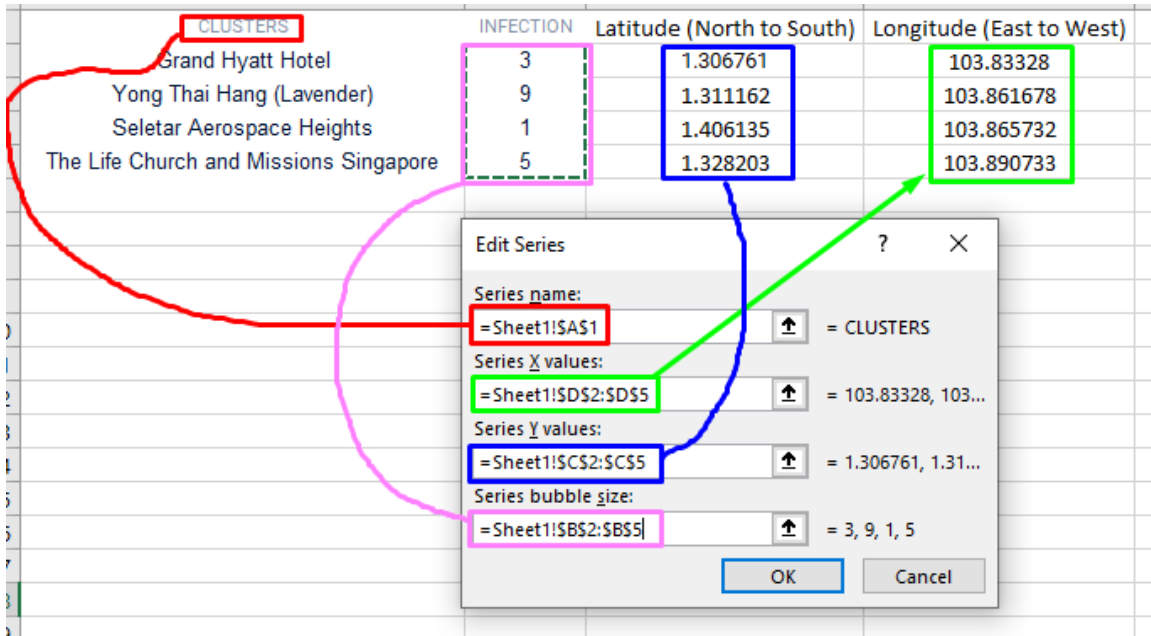 CLUSTERS INFECTION Latitude (North to South) Longitude (East to West)
Grand Hyatt Hotel 3 1.306761 103.83328
Yong Thai Hang (Lavender) 9 1.311162 103.861678
Seletar Aerospace Heights 1 1.406135 103.865732
The Life Church and Missions Singapore 5 1.328203 103.890733
Edit Series ? ×
Series name:
=Sheet1!$A$1 = CLUSTERS
Series X values:
=Sheet1!$D$2:$D$5 = 103.83328, 103...
Series Y values:
=Sheet1!$C$2:$C$5 = 1.306761, 1.31...
Series bubble size:
=Sheet1!$B$2:$B$5 = 3, 9, 1, 5
OK Cancel